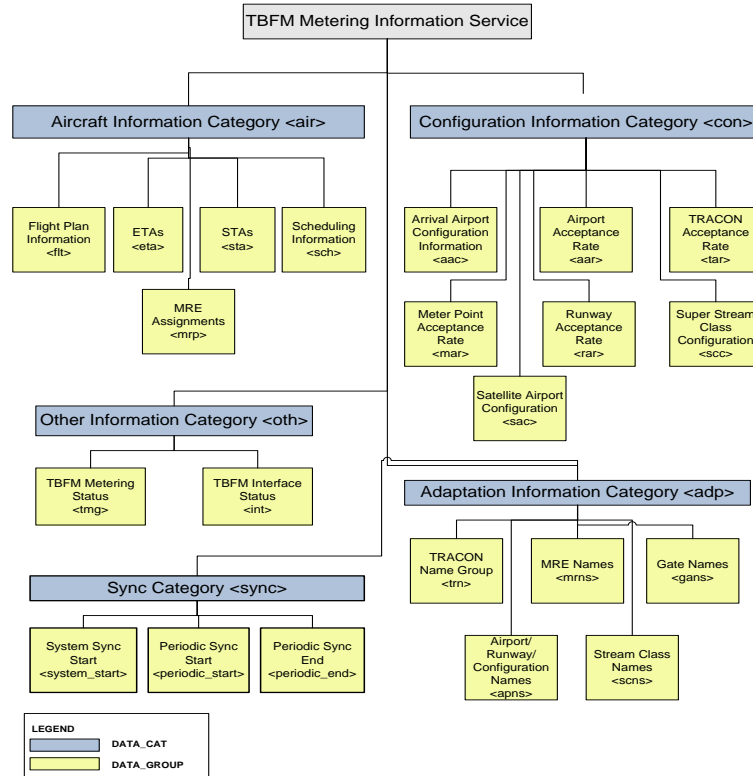 TBFM Metering Information Service
Aircraft Information Category <air>
Configuration Information Category <con>
Flight Plan
Information
<flt>
ETAs
<eta>
STAs
<sta>
Scheduling
Information
<sch>
MRE
Assignments
<mrp>
Arrival Airport
Configuration
Information
<aac>
Airport
Acceptance
Rate
<aar>
TRACON
Acceptance
Rate
<tar>
Meter Point
Acceptance
Rate
<mar>
Runway
Acceptance
Rate
<rar>
Super Stream
Class
Configuration
<scc>
Satellite Airport
Configuration
<sac>
Other Information Category <oth>
TBFM Metering
Status
<tmg>
TBFM Interface
Status
<int>
Adaptation Information Category <adp>
TRACON
Name Group
<trn>
MRE Names
<mrns>
Gate Names
<gans>
Airport/
Runway/
Configuration
Names
<apns>
Stream Class
Names
<scns>
Sync Category <sync>
System Sync
Start
<system_start>
Periodic Sync
Start
<periodic_start>
Periodic Sync
End
<periodic_end>
LEGEND
DATA_CAT
DATA_GROUP